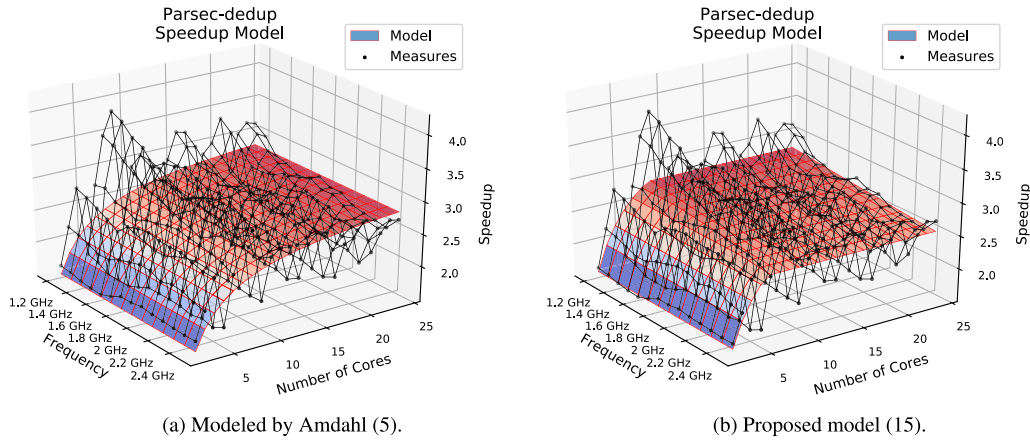 Parsec-dedup
Speedup Model
Model
Measures
4.0
3.5
3.0
2.5
2.0
Speedup
1.2 GHz
1.4 GHz
1.6 GHz
1.8 GHz
2 GHz
2.2 GHz
2.4 GHz
Frequency
5
10
15
20
25
Number of Cores
(a) Modeled by Amdahl (5).
Parsec-dedup
Speedup Model
Model
Measures
4.0
3.5
3.0
2.5
2.0
Speedup
1.2 GHz
1.4 GHz
1.6 GHz
1.8 GHz
2 GHz
2.2 GHz
2.4 GHz
Frequency
5
10
15
20
25
Number of Cores
(b) Proposed model (15).